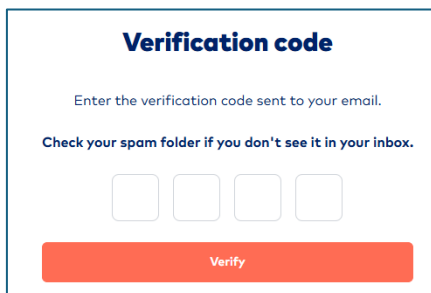 Verification code
Enter the verification code sent to your email.
Check your spam folder if you don't see it in your inbox.
Verify